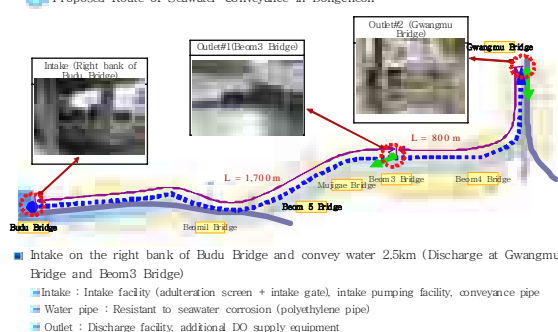 Proposed Route of Seawater Conveyance in Dongcheon
Outlet#2 (Gwangmu
Bridge)
Gwangmu Bridge
Outlet#1(Beom3 Bridge)
Intake (Right bank of
Budu Bridge)
L = 800 m
L = 1,700 m
Mujigae Bridge
Beom3 Bridge
Beom4 Bridge
Beom 5 Bridge
Budu Bridge
Beomil Bridge
Intake on the right bank of Budu Bridge and convey water 2.5km (Discharge at Gwangmu
Bridge and Beom3 Bridge)
Intake : Intake facility (adulteration screen + intake gate), intake pumping facility, conveyance pipe
Water pipe : Resistant to seawater corrosion (polyethylene pipe)
Outlet : Discharge facility, additional DO supply equipment